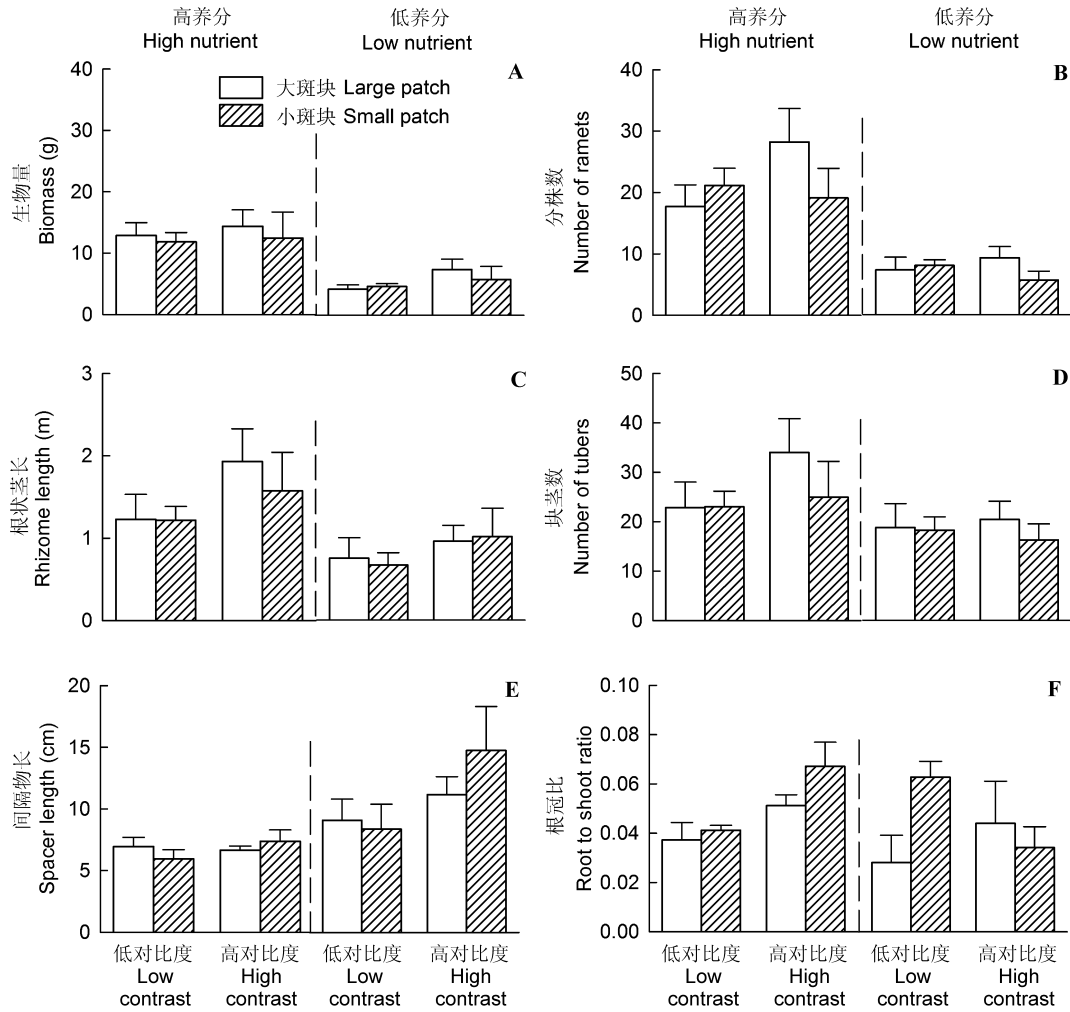 高养分
High nutrient
低养分
Low nutrient
高养分
High nutrient
低养分
Low nutrient
A
大斑块 Large patch
小斑块 Small patch
生物量
Biomass (g)
40
30
20
10
0
B
分株数
Number of ramets
40
30
20
10
0
C
根状茎长
Rhizome length (m)
3
2
1
0
D
块茎数
Number of tubers
50
40
30
20
10
0
E
间隔物长
Spacer length (cm)
20
15
10
5
0
F
根冠比
Root to shoot ratio
0.10
0.08
0.06
0.04
0.02
0.00
低对比度
Low
contrast
高对比度
High
contrast
低对比度
Low
contrast
高对比度
High
contrast
低对比度
Low
contrast
高对比度
High
contrast
低对比度
Low
contrast
高对比度
High
contrast